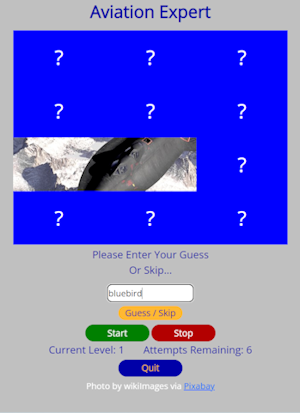 Aviation Expert
? ? ?
? ? ?
?
? ? ?
Please Enter Your Guess
Or Skip...
bluebird
Guess / Skip
Start Stop
Current Level: 1 Attempts Remaining: 6
Quit
Photo by wikiImages via Pixabay